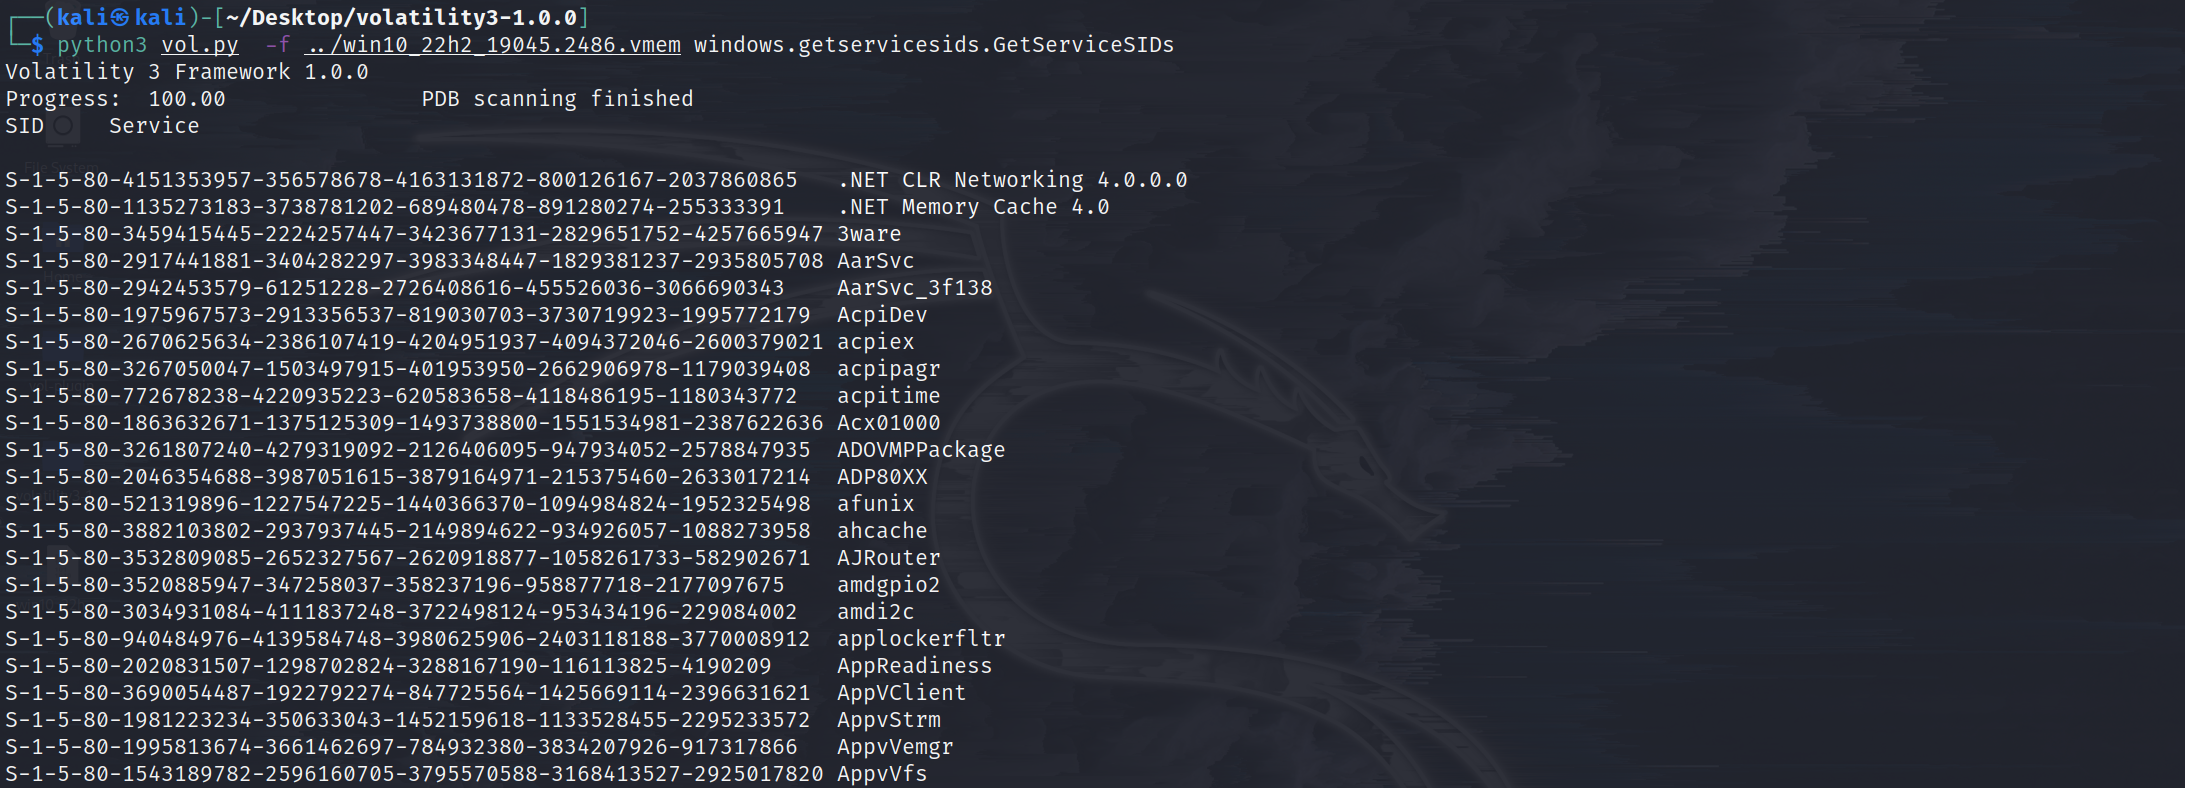 ┌──(kali㉿kali)-[~/Desktop/volatility3-1.0.0]
└─$ python3 vol.py  -f ../win10_22h2_19045.2486.vmem windows.getservicesids.GetServiceSIDs
Volatility 3 Framework 1.0.0
Progress:  100.00               PDB scanning finished
SID     Service
S-1-5-80-4151353957-356578678-4163131872-800126167-2037860865   .NET CLR Networking 4.0.0.0
S-1-5-80-1135273183-3738781202-689480478-891280274-255333391    .NET Memory Cache 4.0
S-1-5-80-3459415445-2224257447-3423677131-2829651752-4257665947 3ware
S-1-5-80-2917441881-3404282297-3983348447-1829381237-2935805708 AarSvc
S-1-5-80-2942453579-61251228-2726408616-455526036-3066690343    AarSvc_3f138
S-1-5-80-1975967573-2913356537-819030703-3730719923-1995772179  AcpiDev
S-1-5-80-2670625634-2386107419-4204951937-4094372046-2600379021 acpiex
S-1-5-80-3267050047-1503497915-401953950-2662906978-1179039408  acpipagr
S-1-5-80-772678238-4220935223-620583658-4118486195-1180343772   acpitime
S-1-5-80-1863632671-1375125309-1493738800-1551534981-2387622636 Acx01000
S-1-5-80-3261807240-4279319092-2126406095-947934052-2578847935  ADOVMPPackage
S-1-5-80-2046354688-3987051615-3879164971-215375460-2633017214  ADP80XX
S-1-5-80-521319896-1227547225-1440366370-1094984824-1952325498  afunix
S-1-5-80-3882103802-2937937445-2149894622-934926057-1088273958  ahcache
S-1-5-80-3532809085-2652327567-2620918877-1058261733-582902671  AJRouter
S-1-5-80-3520885947-347258037-358237196-958877718-2177097675    amdgpio2
S-1-5-80-3034931084-4111837248-3722498124-953434196-229084002   amdi2c
S-1-5-80-940484976-4139584748-3980625906-2403118188-3770008912  applockerfltr
S-1-5-80-2020831507-1298702824-3288167190-116113825-4190209     AppReadiness
S-1-5-80-3690054487-1922792274-847725564-1425669114-2396631621  AppVClient
S-1-5-80-1981223234-350633043-1452159618-1133528455-2295233572  AppvStrm
S-1-5-80-1995813674-3661462697-784932380-3834207926-917317866   AppvVemgr
S-1-5-80-1543189782-2596160705-3795570588-3168413527-2925017820 AppvVfs